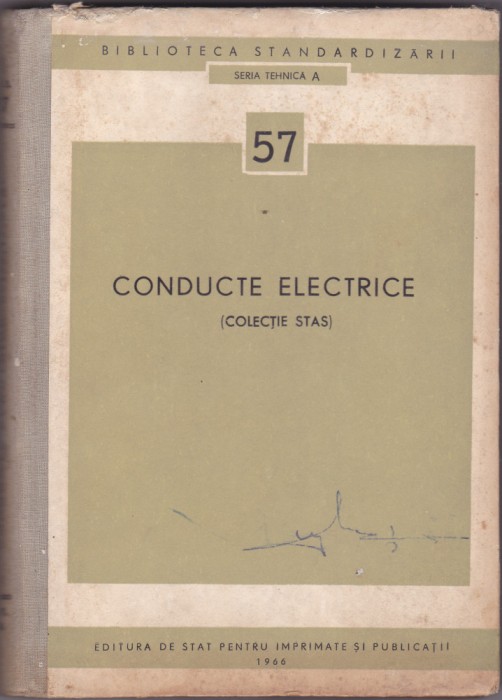 BIBLIOTECA STANDARDIZĂRII
SERIA TEHNICA A
57
CONDUCTE ELECTRICE
(COLECȚIE STAS)
EDITURA DE STAT PENTRU IMPRIMATE ȘI PUBLICAȚII
1966